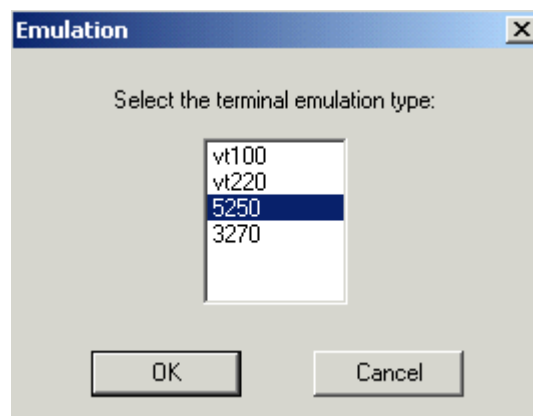 Emulation
Select the terminal emulation type:
vt100
vt220
5250
3270
OK
Cancel